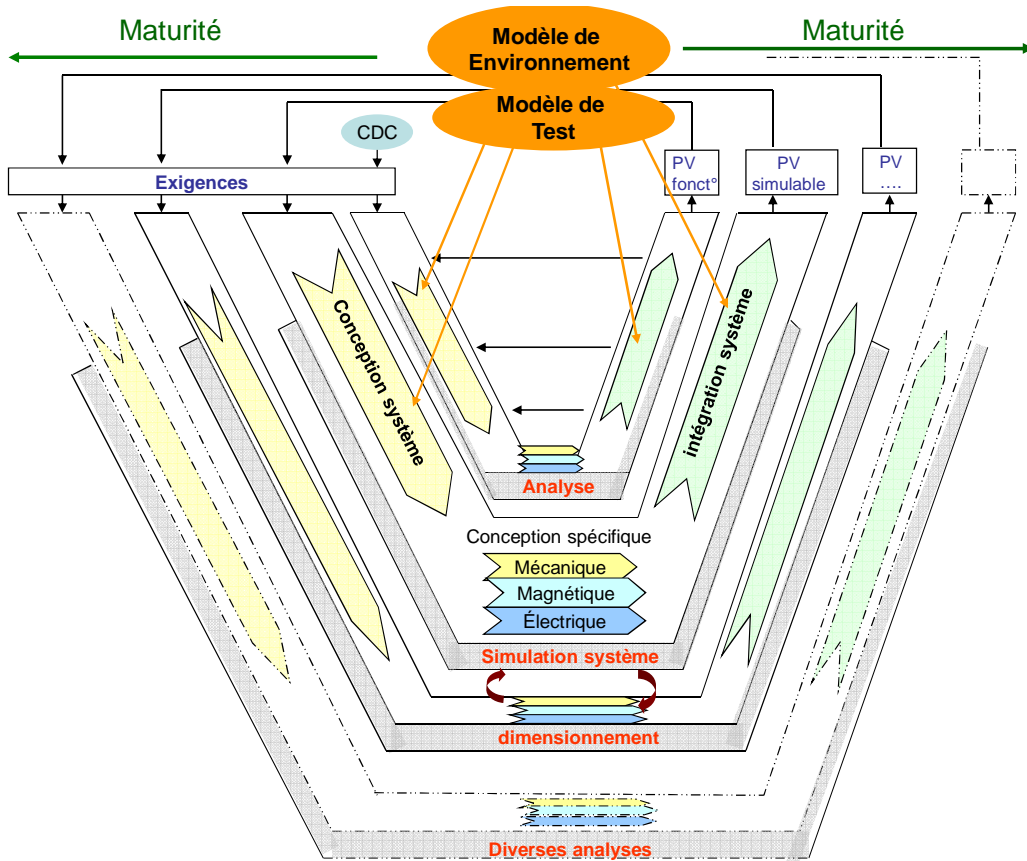 Maturité
Modèle de
Environnement
Maturité
Modèle de
Test
CDC
Exigences
PV
fonct°
PV
simulable
PV
....
Conception système
intégration système
Analyse
Conception spécifique
Mécanique
Magnétique
Électrique
Simulation système
dimensionnement
Diverses analyses